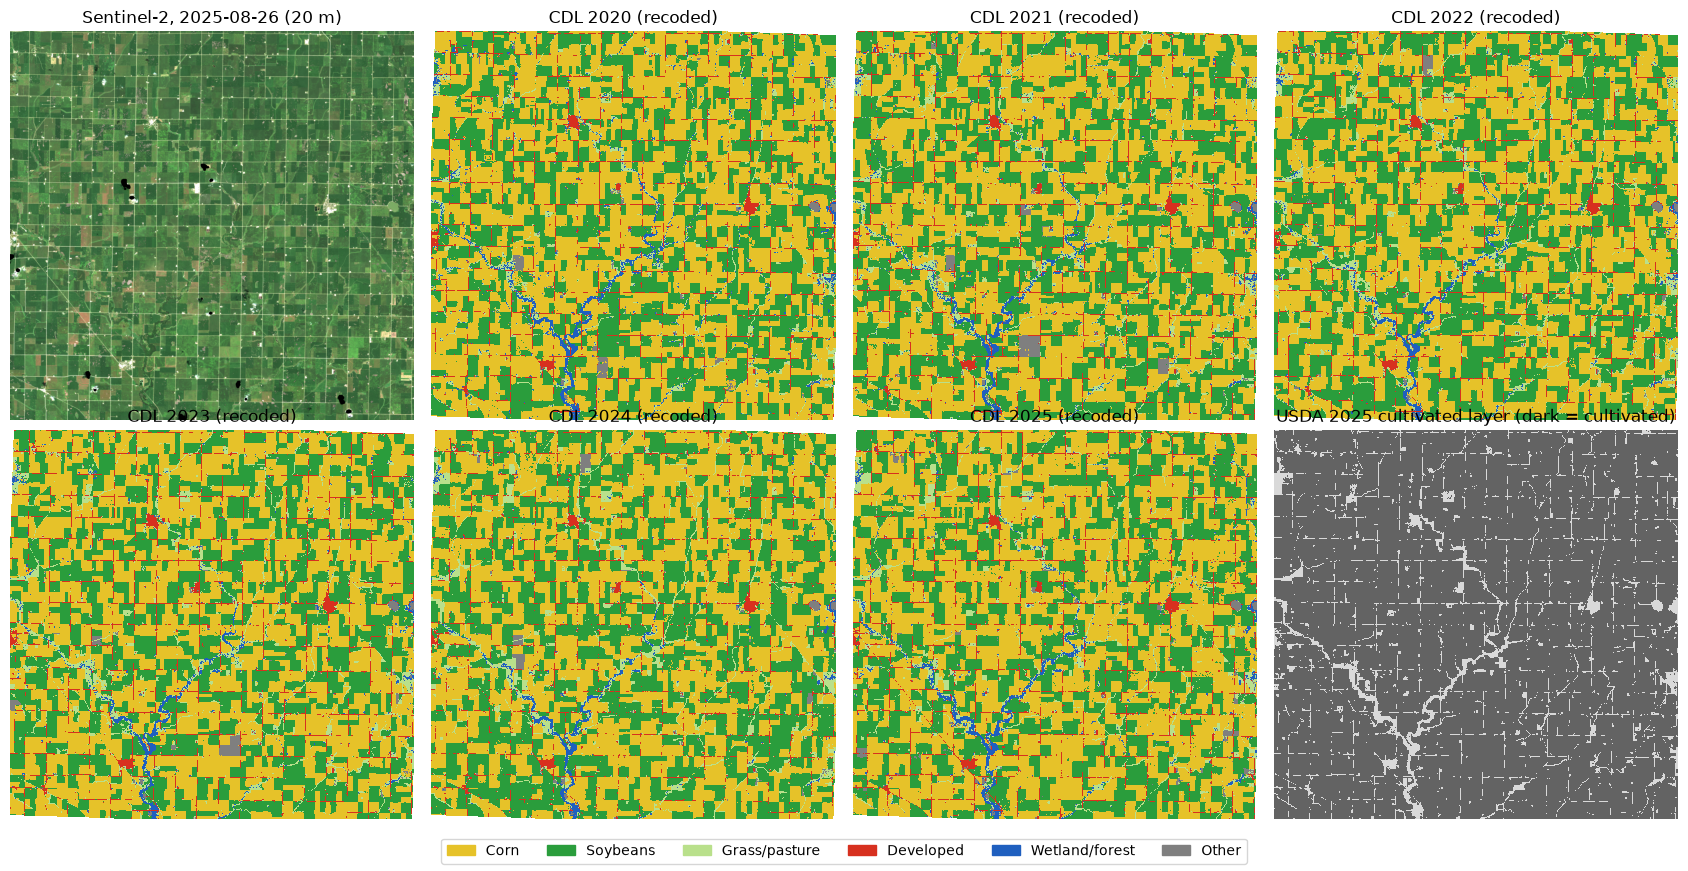 Sentinel-2, 2025-08-26 (20 m)
CDL 2020 (recoded)
CDL 2021 (recoded)
CDL 2022 (recoded)
CDL 2023 (recoded)
CDL 2024 (recoded)
CDL 2025 (recoded)
USDA 2025 cultivated layer (dark = cultivated)
Corn
Soybeans
Grass/pasture
Developed
Wetland/forest
Other